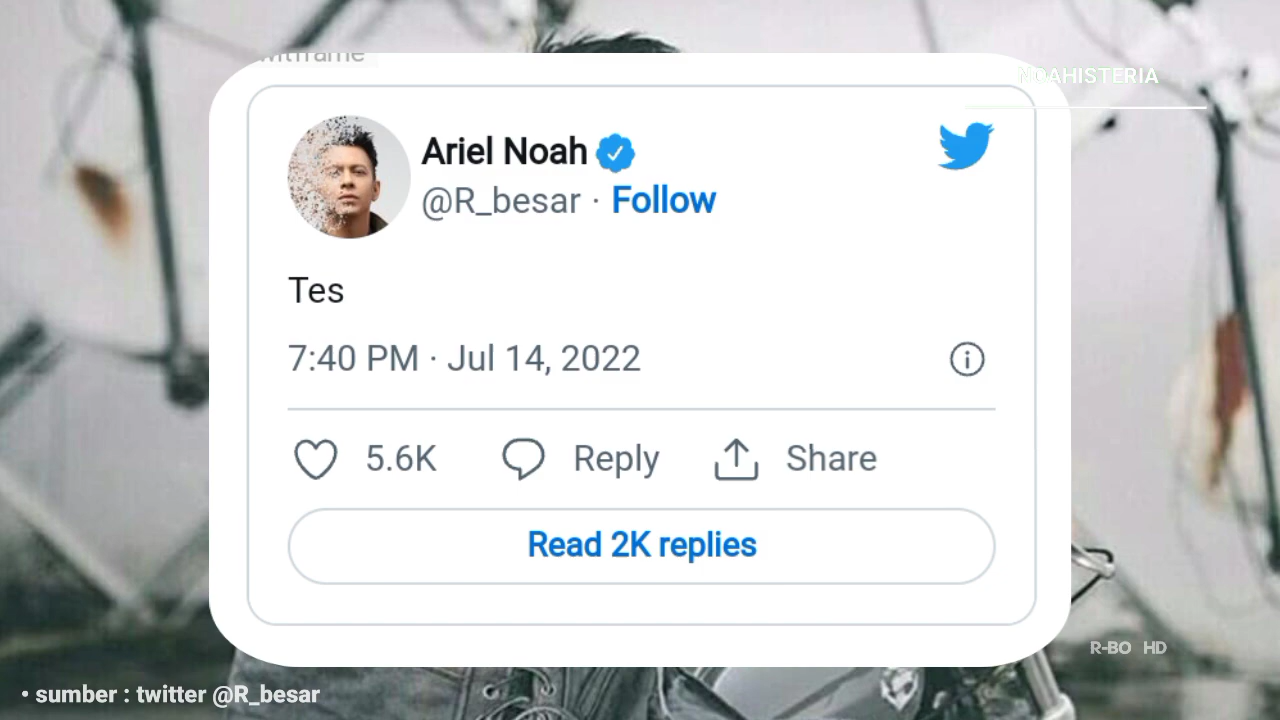 NOAHISTERIA
Ariel Noah
@R_besar · Follow
Tes
7:40 PM · Jul 14, 2022
5.6K Reply Share
Read 2K replies
R-BO HD
• sumber : twitter @R_besar